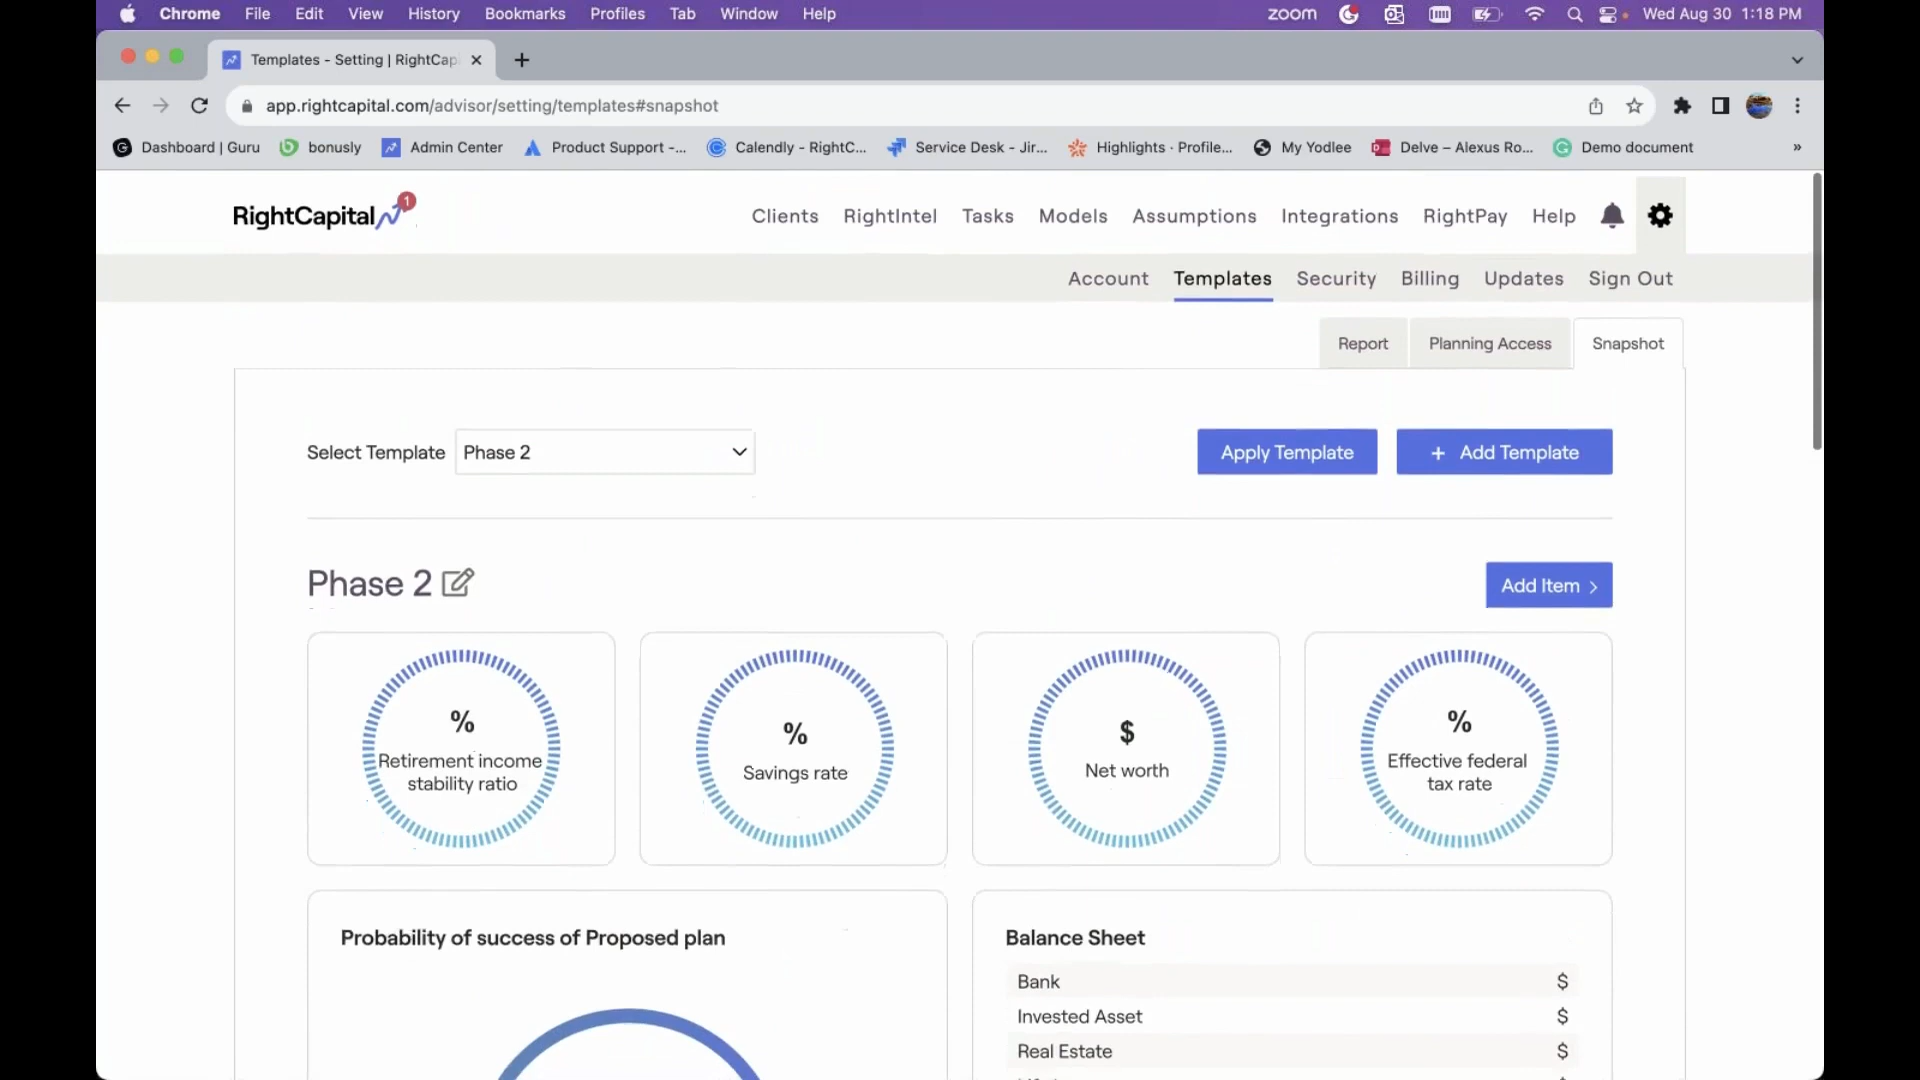 Chrome File Edit View History Bookmarks Profiles Tab Window Help zoom Wed Aug 30 1:18 PM
Templates - Setting | RightCap
app.rightcapital.com/advisor/setting/templates#snapshot
Dashboard | Guru bonusly Admin Center Product Support -... Calendly - RightC... Service Desk - Jir... Highlights · Profile... My Yodlee Delve – Alexus Ro... Demo document »
RightCapital 1 Clients RightIntel Tasks Models Assumptions Integrations RightPay Help
Account Templates Security Billing Updates Sign Out
Report Planning Access Snapshot
Select Template Phase 2 Apply Template + Add Template
Phase 2 Add Item >
% % $ %
Retirement income Savings rate Net worth Effective federal
stability ratio tax rate
Probability of success of Proposed plan Balance Sheet
Bank $
Invested Asset $
Real Estate $